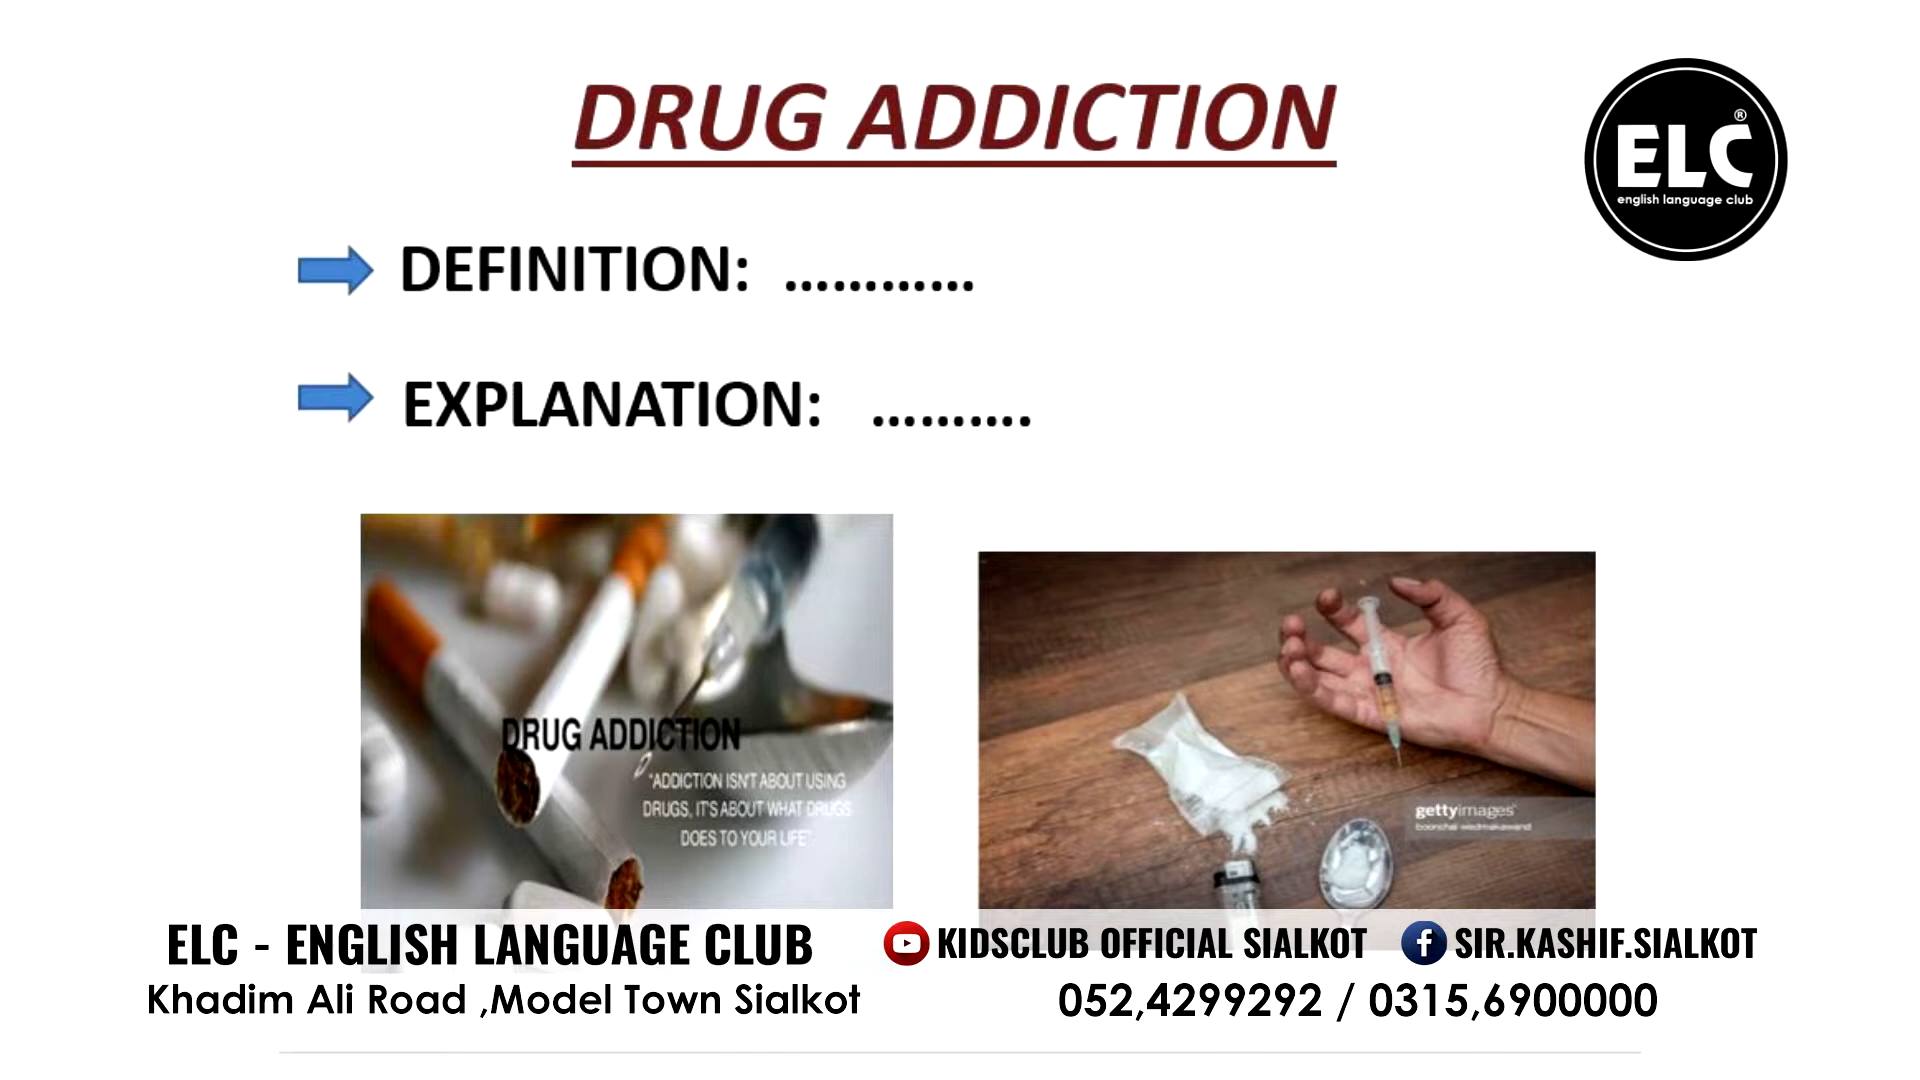 DRUG ADDICTION
ELC®
english language club
DEFINITION: …………
EXPLANATION: ……….
DRUG ADDICTION
"ADDICTION ISN'T ABOUT USING
DRUGS, IT'S ABOUT WHAT DRUGS
DOES TO YOUR LIFE"
gettyimages®
boonchai wedmakawand
ELC - ENGLISH LANGUAGE CLUB
KIDSCLUB OFFICIAL SIALKOT
SIR.KASHIF.SIALKOT
Khadim Ali Road ,Model Town Sialkot
052,4299292 / 0315,6900000